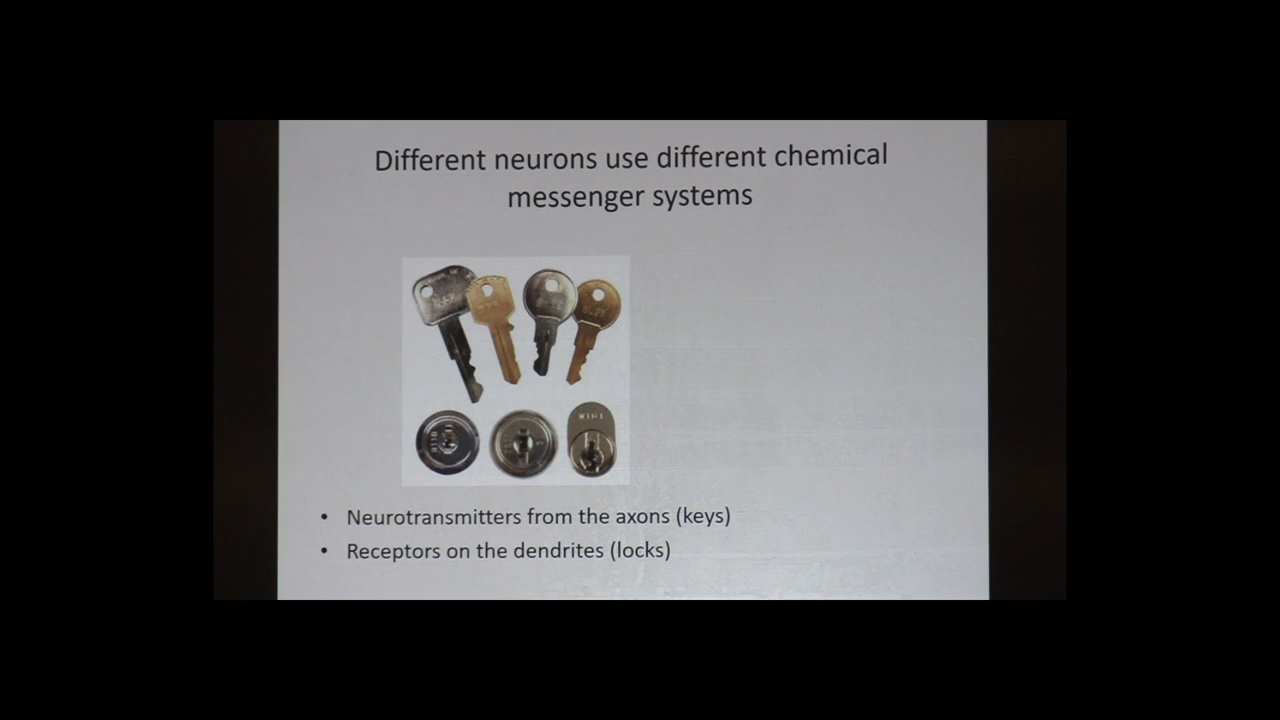 Different neurons use different chemical
messenger systems
• Neurotransmitters from the axons (keys)
• Receptors on the dendrites (locks)